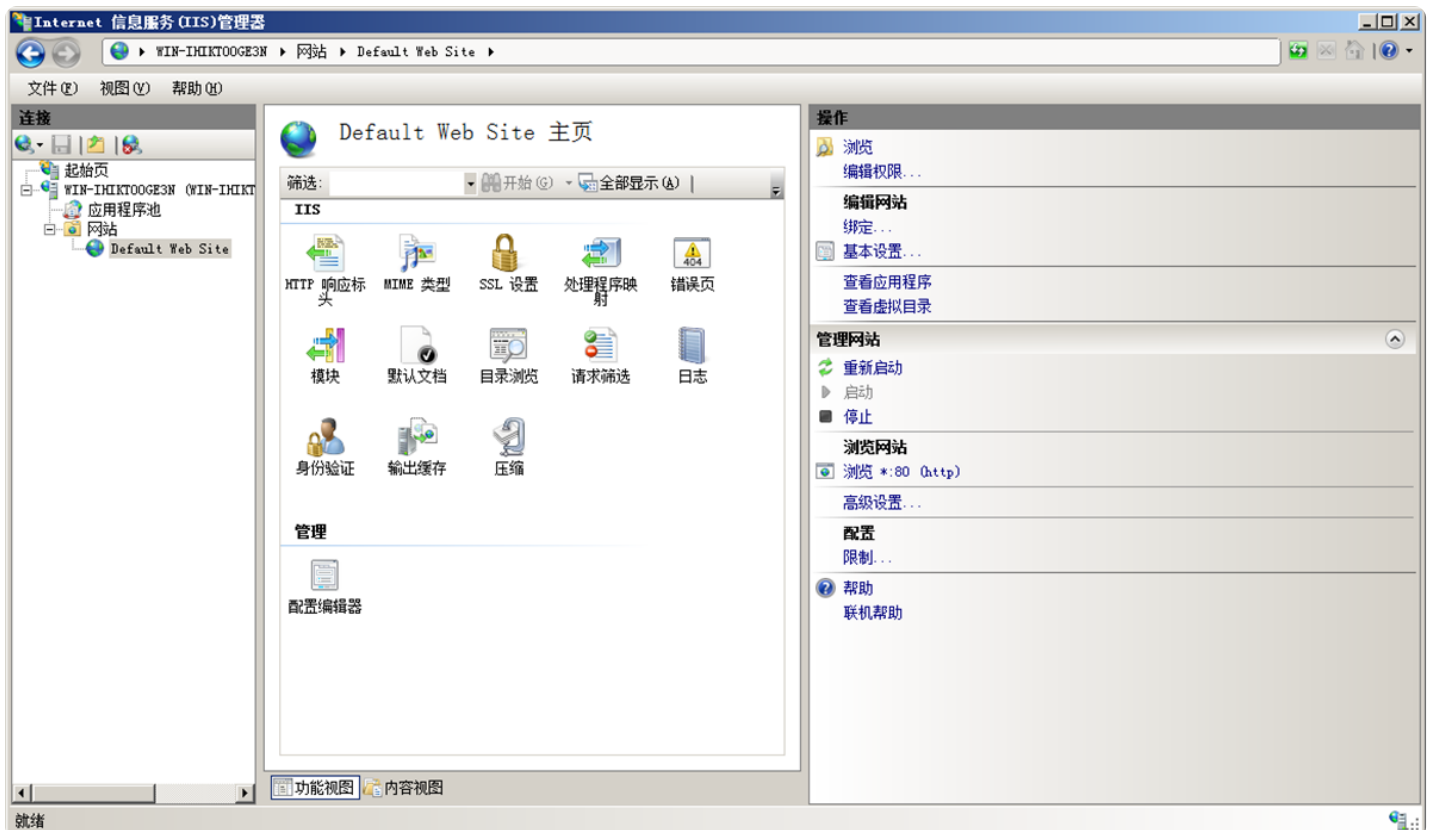 Internet 信息服务(IIS)管理器
WIN-IHIKTOOGE3N 网站 Default Web Site
文件(F) 视图(V) 帮助(H)
连接
起始页
WIN-IHIKTOOGE3N (WIN-IHIKT
应用程序池
网站
Default Web Site
Default Web Site 主页
筛选: 开始(G) 全部显示(A)
IIS
HTTP 响应标头
MIME 类型
SSL 设置
处理程序映射
404
错误页
模块
默认文档
目录浏览
请求筛选
日志
身份验证
输出缓存
压缩
管理
配置编辑器
功能视图 内容视图
操作
浏览
编辑权限...
编辑网站
绑定...
基本设置...
查看应用程序
查看虚拟目录
管理网站
重新启动
启动
停止
浏览网站
浏览 *:80 (http)
高级设置...
配置
限制...
帮助
联机帮助
就绪